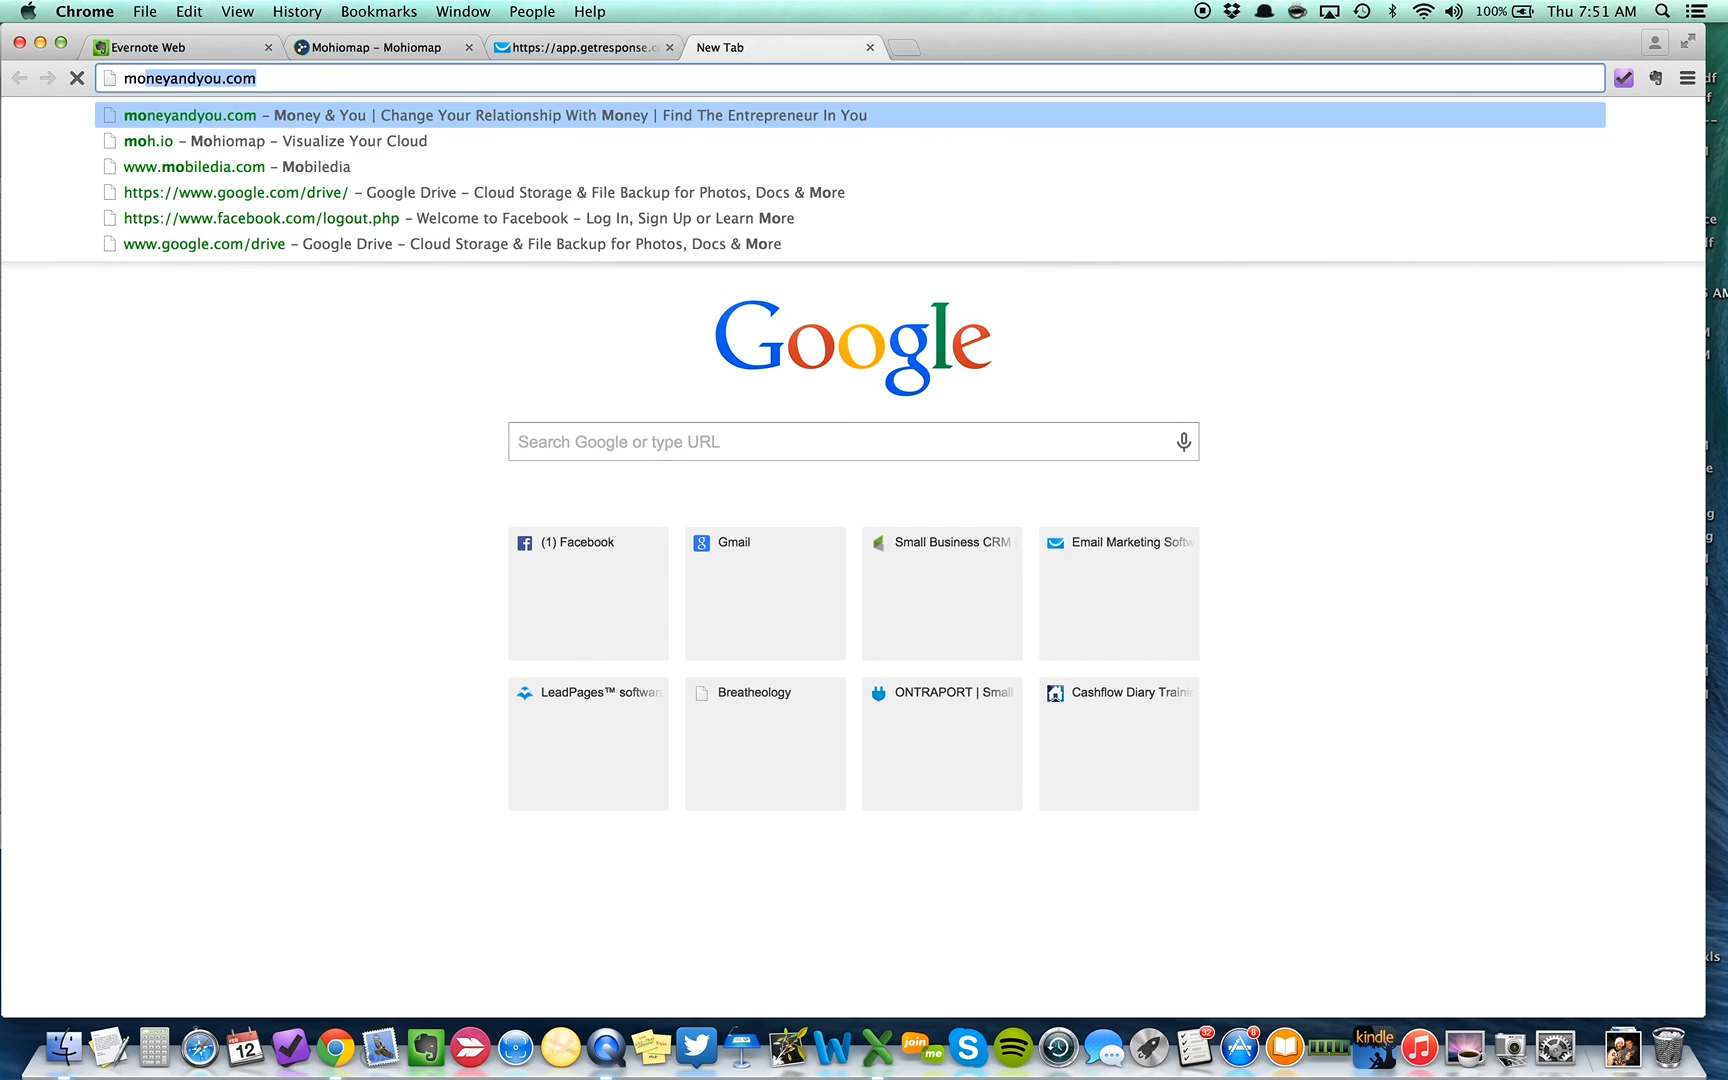 Chrome File Edit View History Bookmarks Window People Help 100% Thu 7:51 AM
Evernote Web Mohiomap – Mohiomap https://app.getresponse.c New Tab
moneyandyou.com
moneyandyou.com – Money & You | Change Your Relationship With Money | Find The Entrepreneur In You
moh.io – Mohiomap – Visualize Your Cloud
www.mobiledia.com – Mobiledia
https://www.google.com/drive/ – Google Drive – Cloud Storage & File Backup for Photos, Docs & More
https://www.facebook.com/logout.php – Welcome to Facebook – Log In, Sign Up or Learn More
www.google.com/drive – Google Drive – Cloud Storage & File Backup for Photos, Docs & More
Google
Search Google or type URL
(1) Facebook Gmail Small Business CRM | Email Marketing Softw
LeadPages™ software Breatheology ONTRAPORT | Small Cashflow Diary Trainin
FEB 12 join me 32 8 kindle